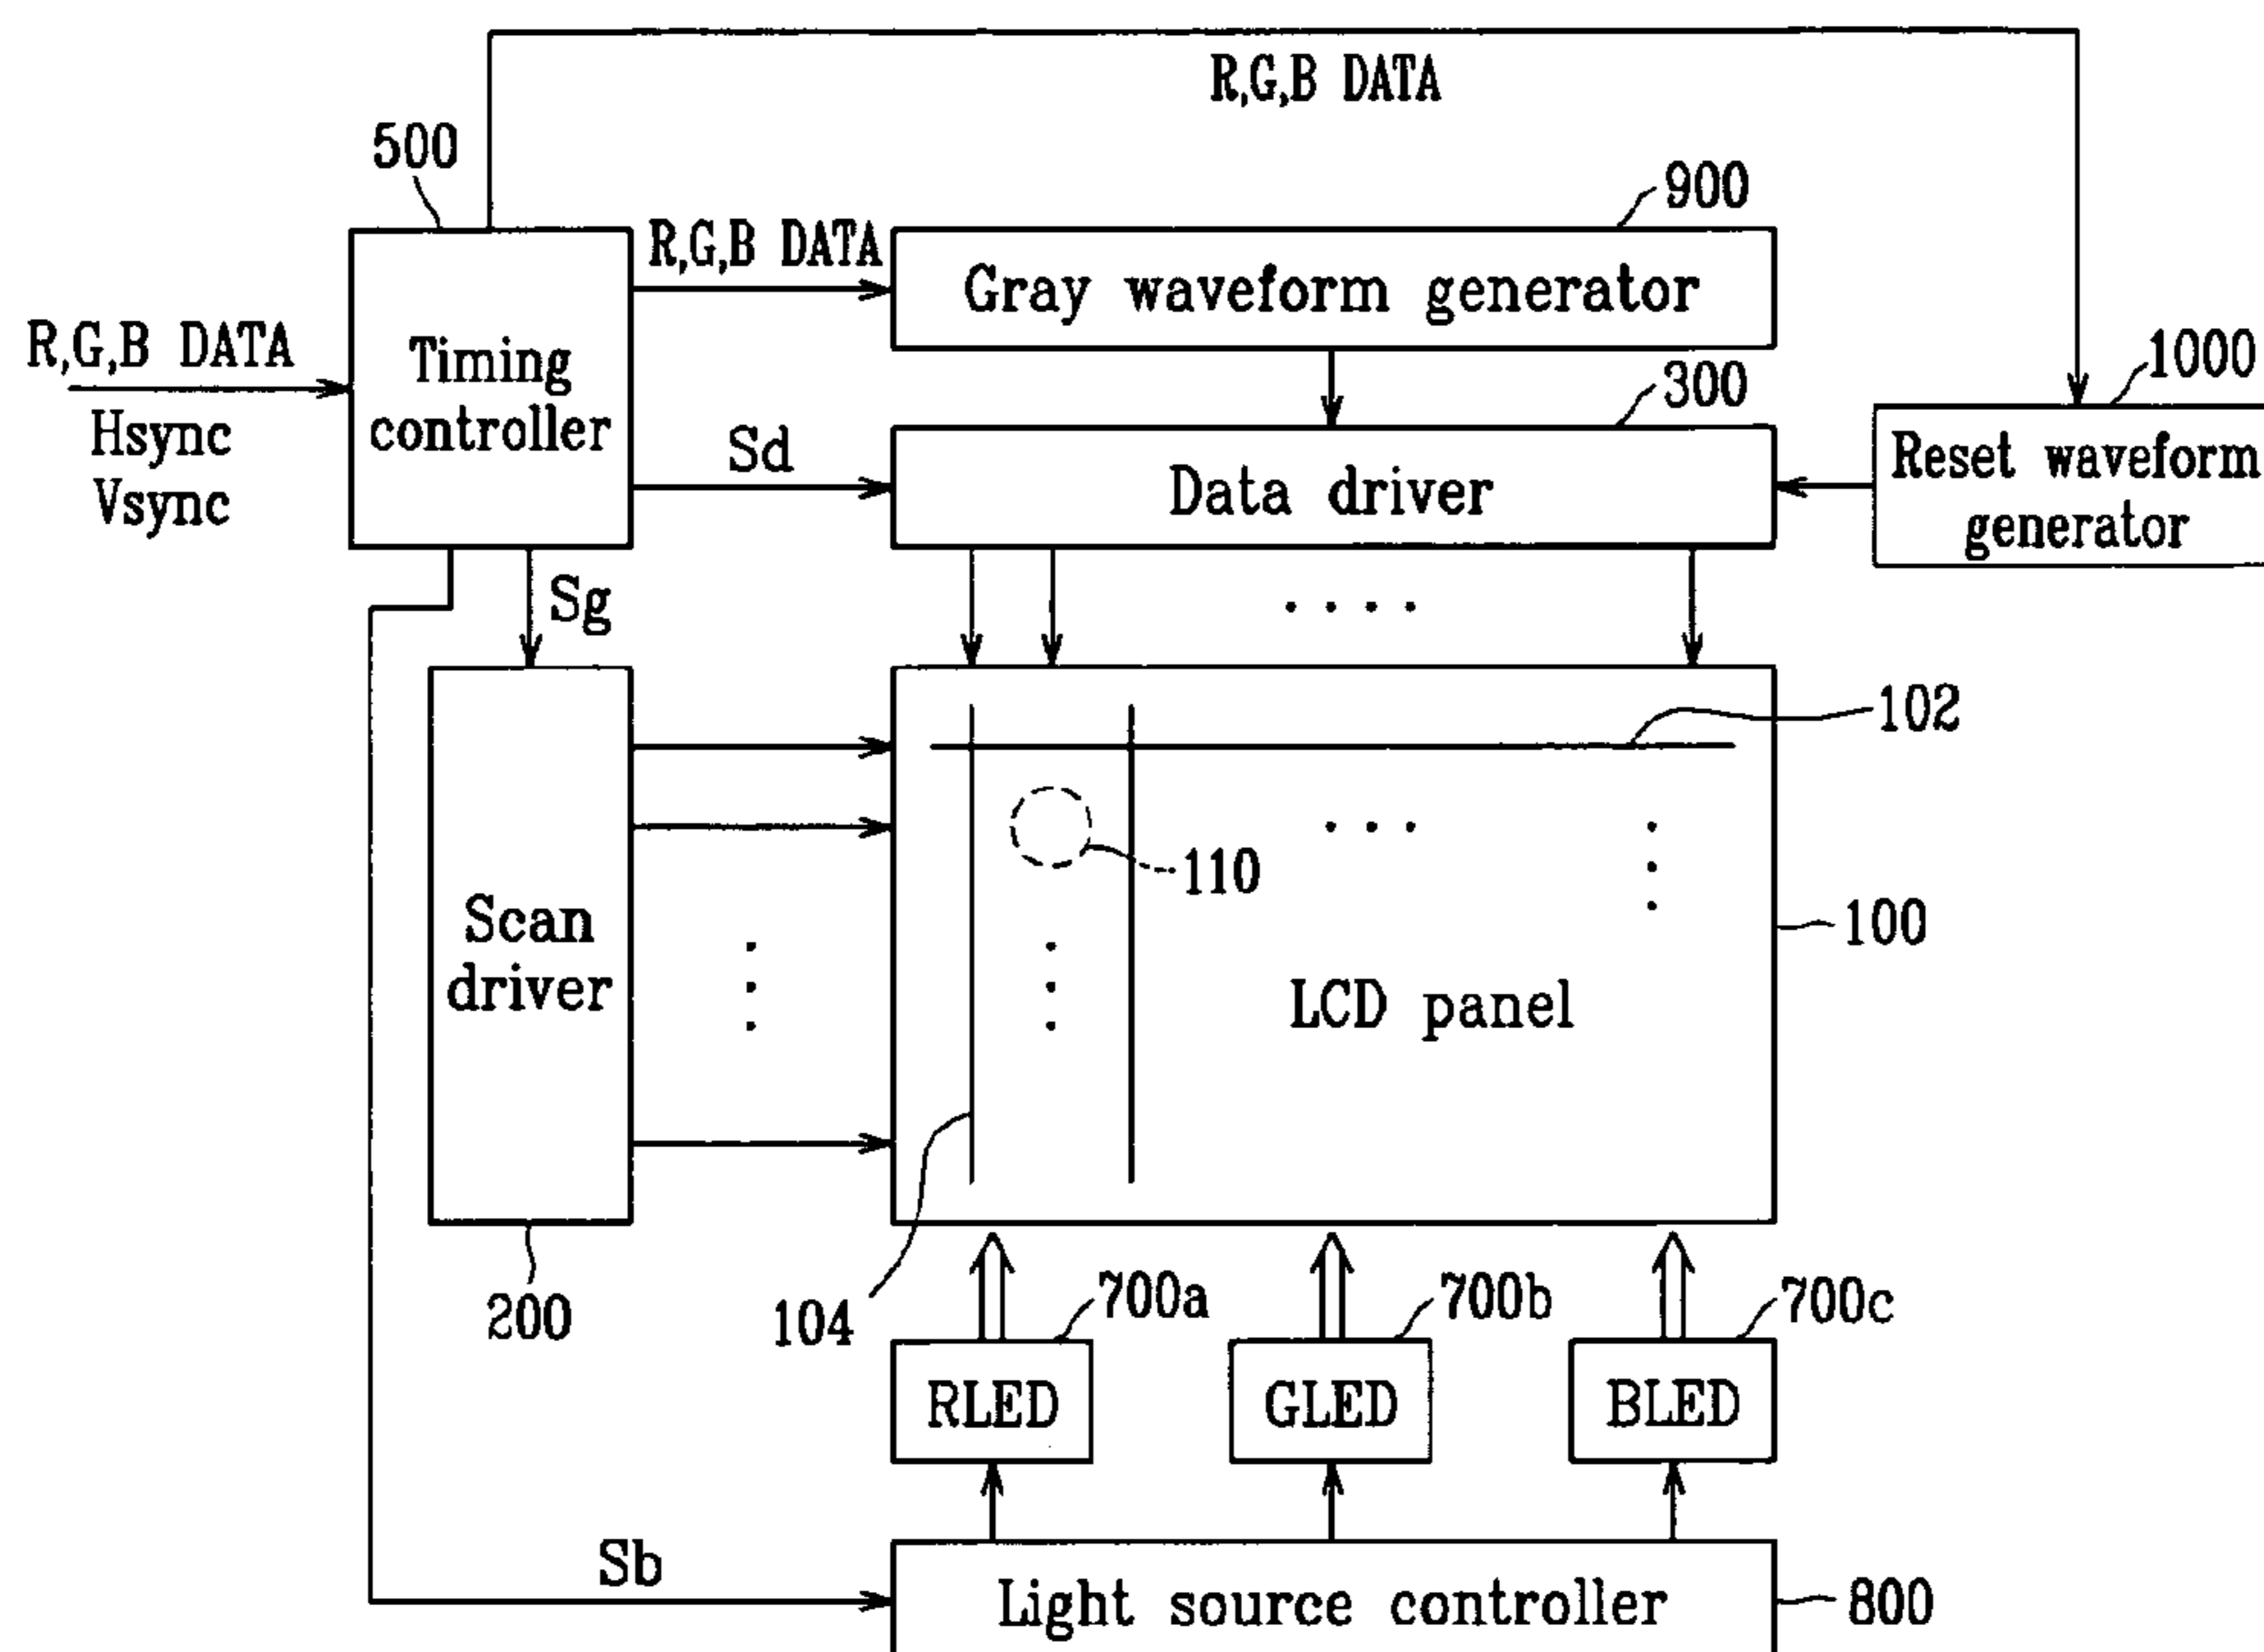 R,G,B DATA
500
900
R,G,B DATA
Gray waveform generator
R,G,B DATA
Hsync
Vsync
Timing
controller
1000
300
Sd
Data driver
Reset waveform
generator
Sg
102
110
Scan
driver
100
LCD panel
200
104
700a
700b
700c
RLED
GLED
BLED
Sb
Light source controller
800